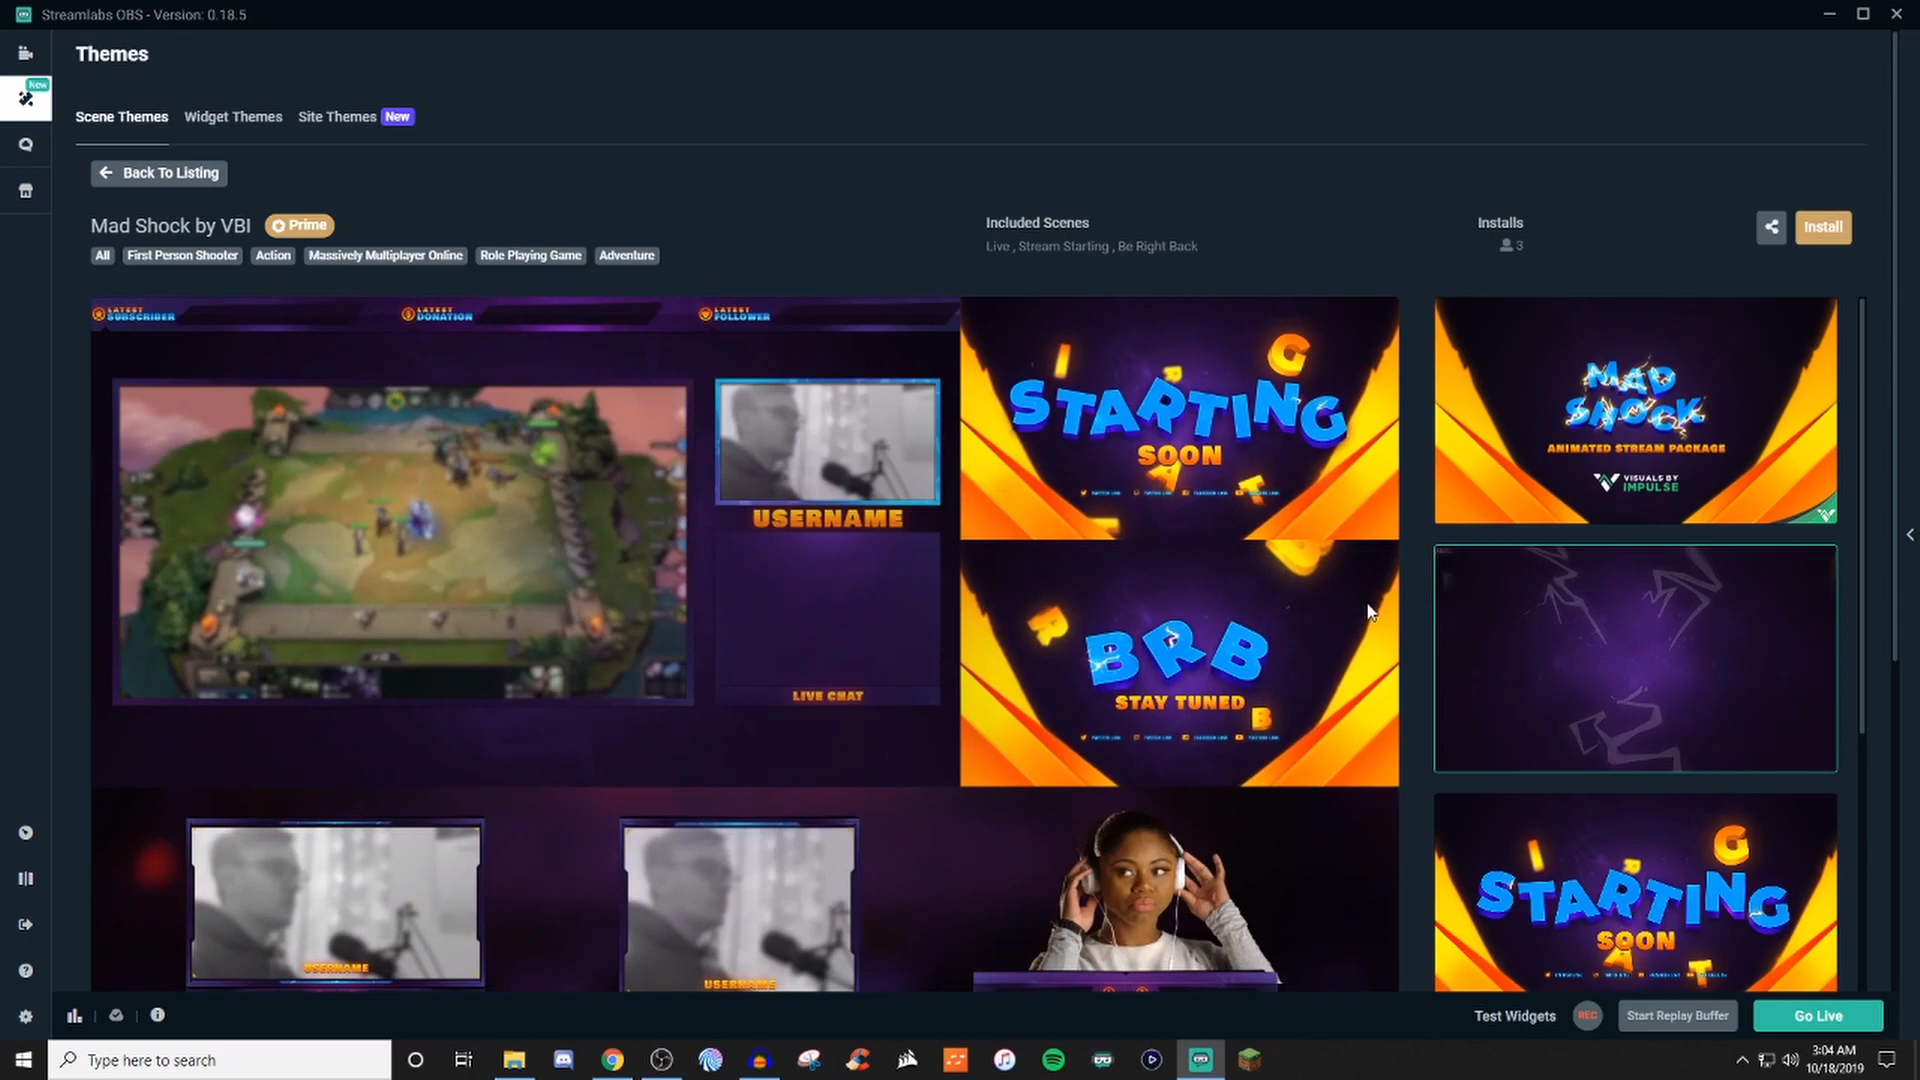 Streamlabs OBS - Version: 0.18.5
Themes
New
Scene Themes
Widget Themes
Site Themes New
Back To Listing
Mad Shock by VBI Prime
All
First Person Shooter
Action
Massively Multiplayer Online
Role Playing Game
Adventure
Included Scenes
Live , Stream Starting , Be Right Back
Installs
3
Install
LATEST
SUBSCRIBER
LATEST
DONATION
LATEST
FOLLOWER
USERNAME
LIVE CHAT
I R G
STARTING
SOON
A T
R
BRB
STAY TUNED
B
MAD
SHOCK
ANIMATED STREAM PACKAGE
VISUALS BY
IMPULSE
I R G
STARTING
SOON
A T
USERNAME
USERNAME
Test Widgets
REC
Start Replay Buffer
Go Live
Type here to search
3:04 AM
10/18/2019